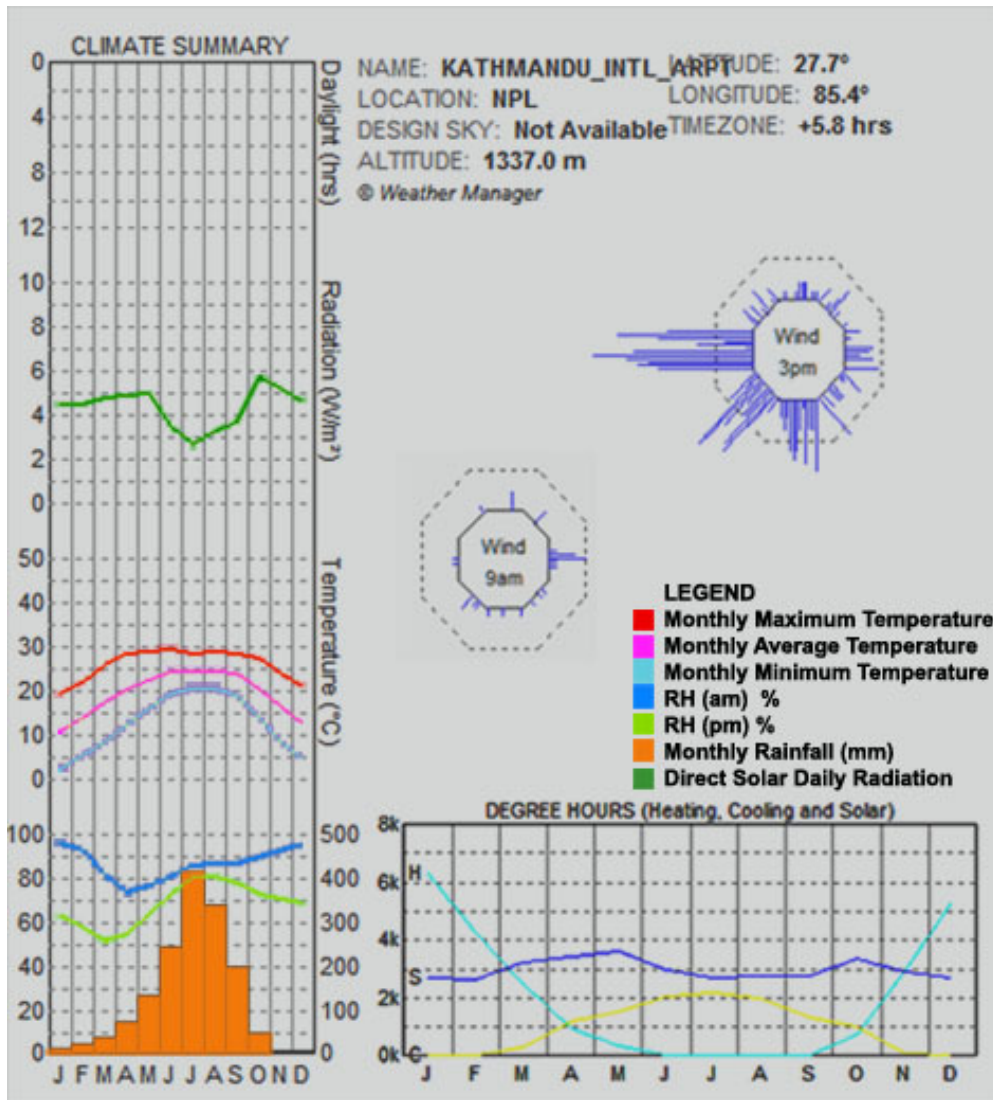 CLIMATE SUMMARY
NAME: KATHMANDU_INTL_ARPT
LATITUDE: 27.7°
LOCATION: NPL
LONGITUDE: 85.4°
DESIGN SKY: Not Available
TIMEZONE: +5.8 hrs
ALTITUDE: 1337.0 m
© Weather Manager
0
4
8
12
Daylight (hrs)
10
8
6
4
2
0
Radiation (W/m²)
50
40
30
20
10
0
Temperature (°C)
100
80
60
40
20
0
500
400
300
200
100
0
J F M A M J J A S O N D
Wind
3pm
Wind
9am
LEGEND
Monthly Maximum Temperature
Monthly Average Temperature
Monthly Minimum Temperature
RH (am) %
RH (pm) %
Monthly Rainfall (mm)
Direct Solar Daily Radiation
DEGREE HOURS (Heating, Cooling and Solar)
8k
6k
4k
2k
0k
H
S
C
J F M A M J J A S O N D